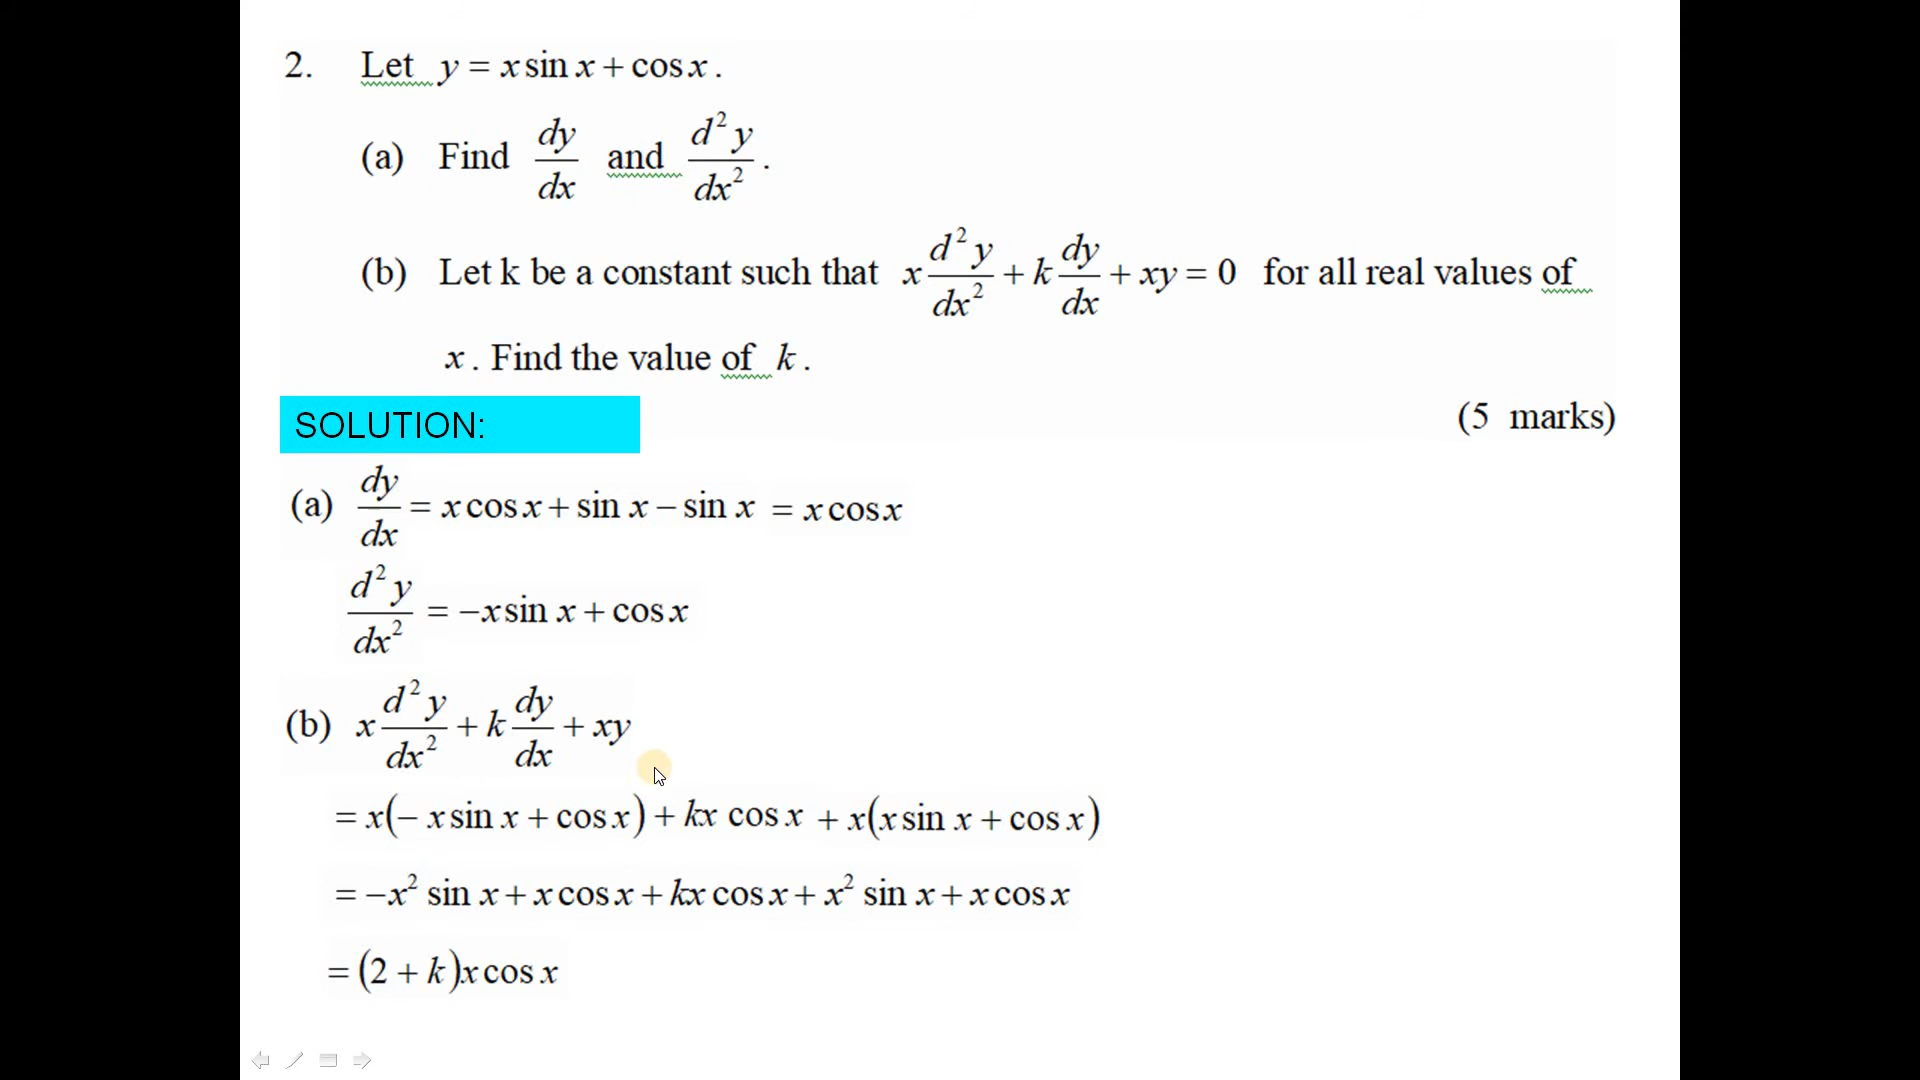 2. Let y = x sin x + cos x .
(a) Find dy/dx and d²y/dx² .
(b) Let k be a constant such that x d²y/dx² + k dy/dx + xy = 0 for all real values of
x . Find the value of k .
(5 marks)
SOLUTION:
(a) dy/dx = x cos x + sin x − sin x = x cos x
d²y/dx² = −x sin x + cos x
(b) x d²y/dx² + k dy/dx + xy
= x(− x sin x + cos x) + kx cos x + x(x sin x + cos x)
= −x² sin x + x cos x + kx cos x + x² sin x + x cos x
= (2 + k)x cos x